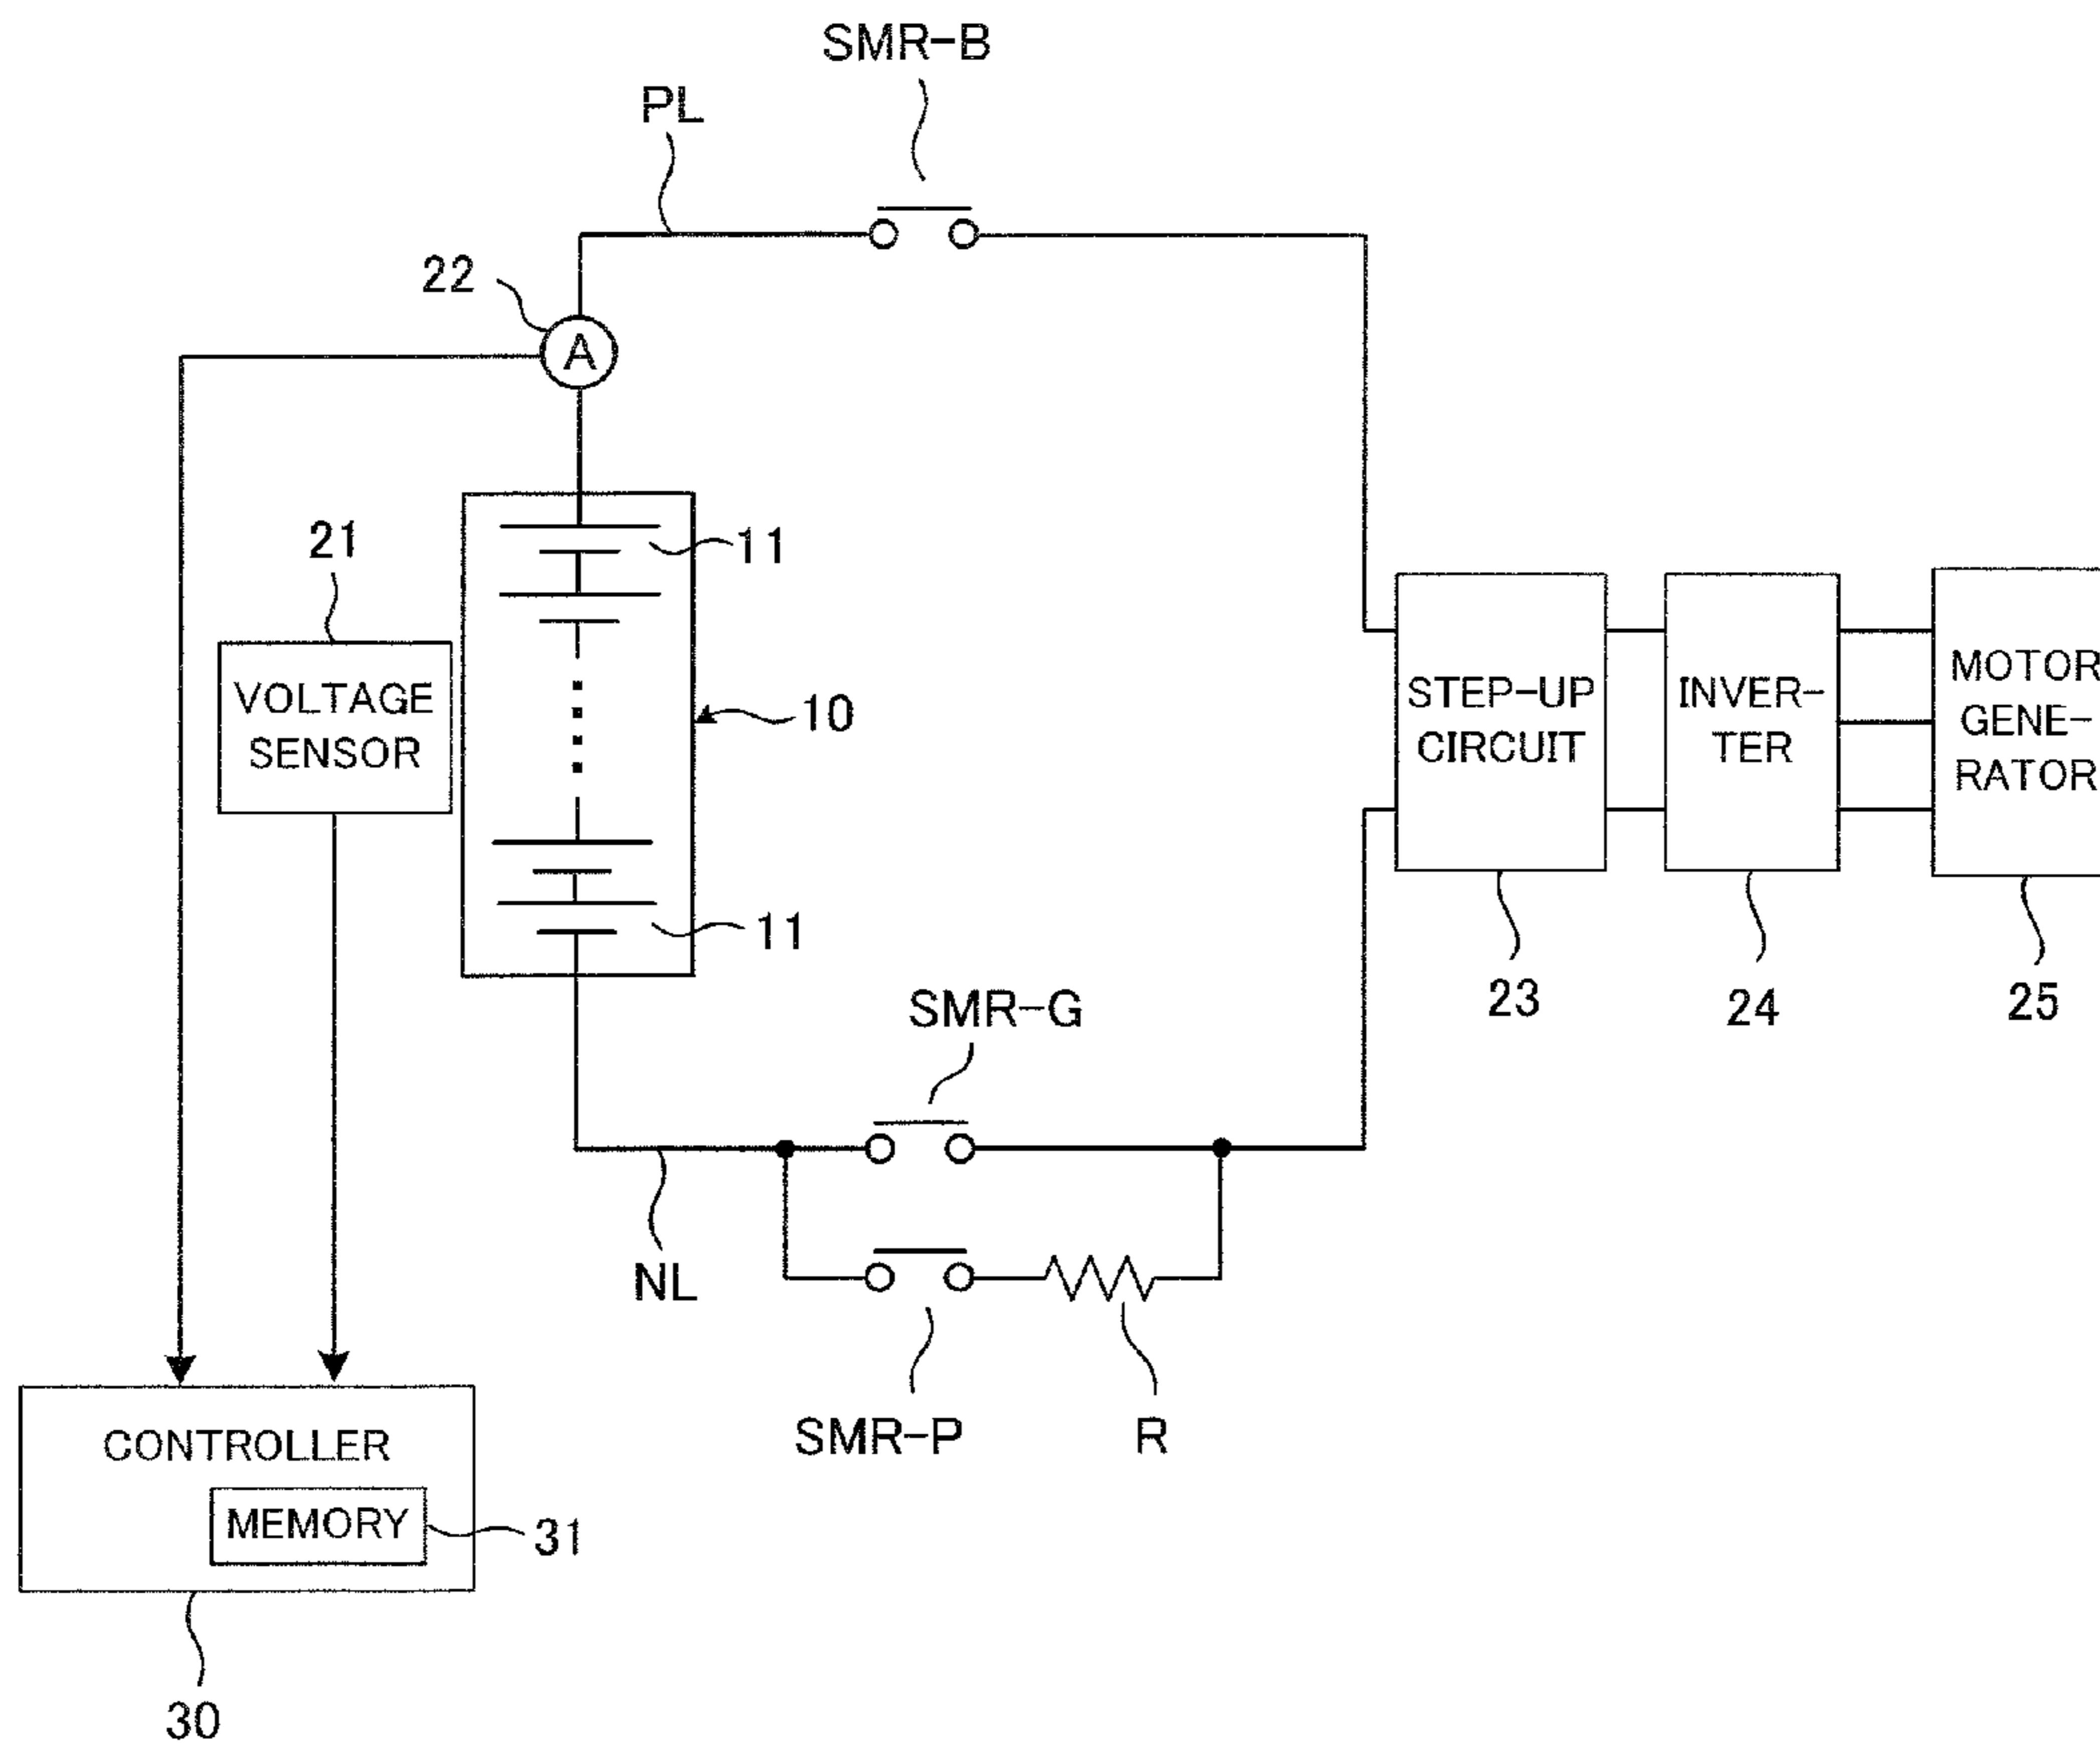 SMR-B
PL
22
A
21
11
VOLTAGE
SENSOR
10
STEP-UP
CIRCUIT
INVER-
TER
MOTOR
GENE-
RATOR
11
23
24
25
SMR-G
NL
SMR-P
R
CONTROLLER
MEMORY
31
30